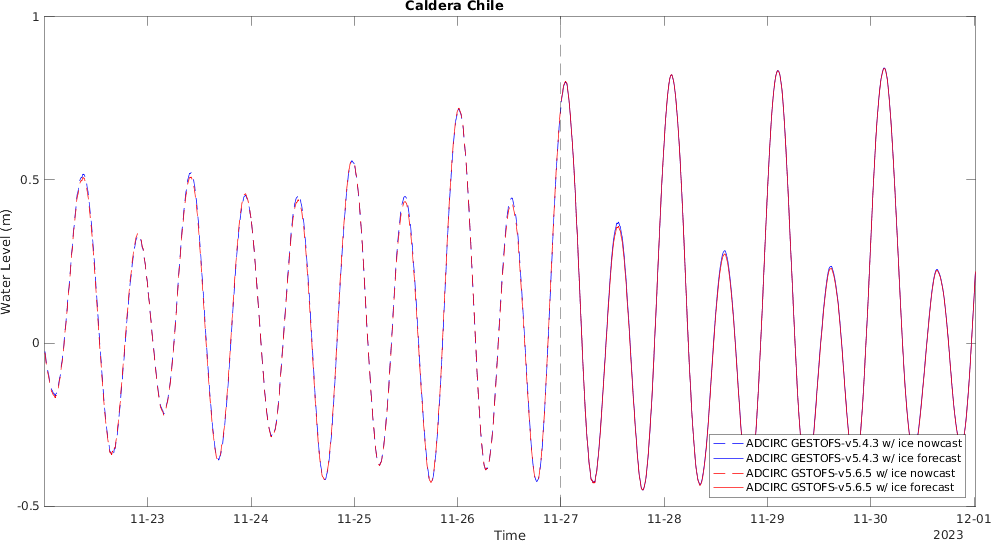 Caldera Chile
1
0.5
0
-0.5
Water Level (m)
ADCIRC GESTOFS-v5.4.3 w/ ice nowcast
ADCIRC GESTOFS-v5.4.3 w/ ice forecast
ADCIRC GSTOFS-v5.6.5 w/ ice nowcast
ADCIRC GSTOFS-v5.6.5 w/ ice forecast
11-23 11-24 11-25 11-26 11-27 11-28 11-29 11-30 12-01
Time
2023